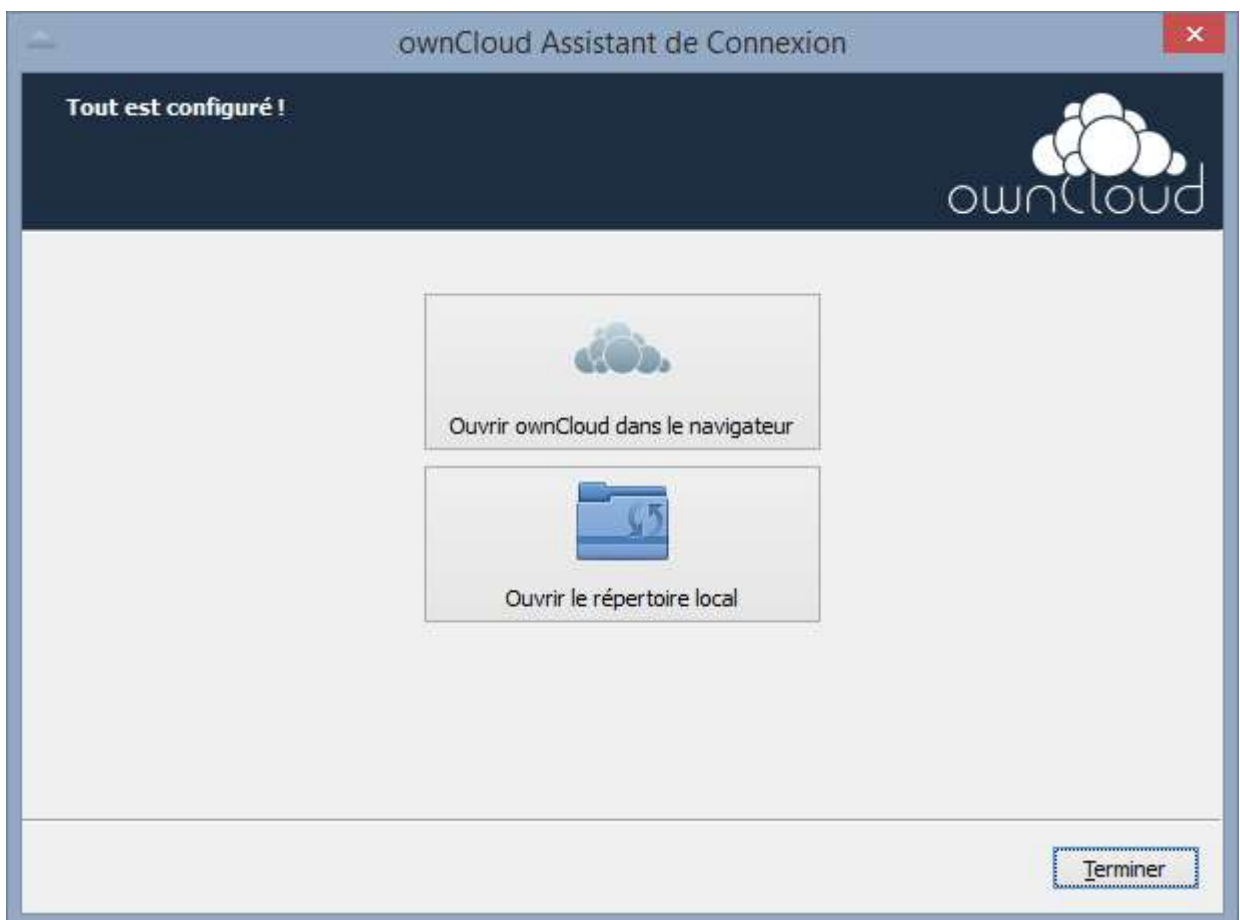 ownCloud Assistant de Connexion
Tout est configuré !
ownCloud
Ouvrir ownCloud dans le navigateur
Ouvrir le répertoire local
Terminer